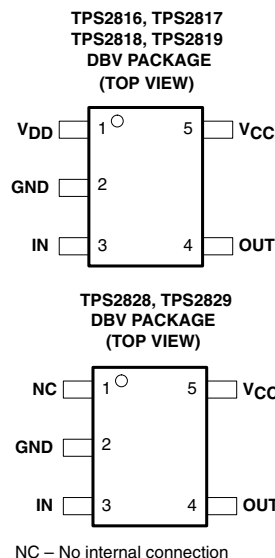 TPS2816, TPS2817
TPS2818, TPS2819
DBV PACKAGE
(TOP VIEW)
VDD 1 5 VCC
GND 2
IN 3 4 OUT
TPS2828, TPS2829
DBV PACKAGE
(TOP VIEW)
NC 1 5 VCC
GND 2
IN 3 4 OUT
NC – No internal connection